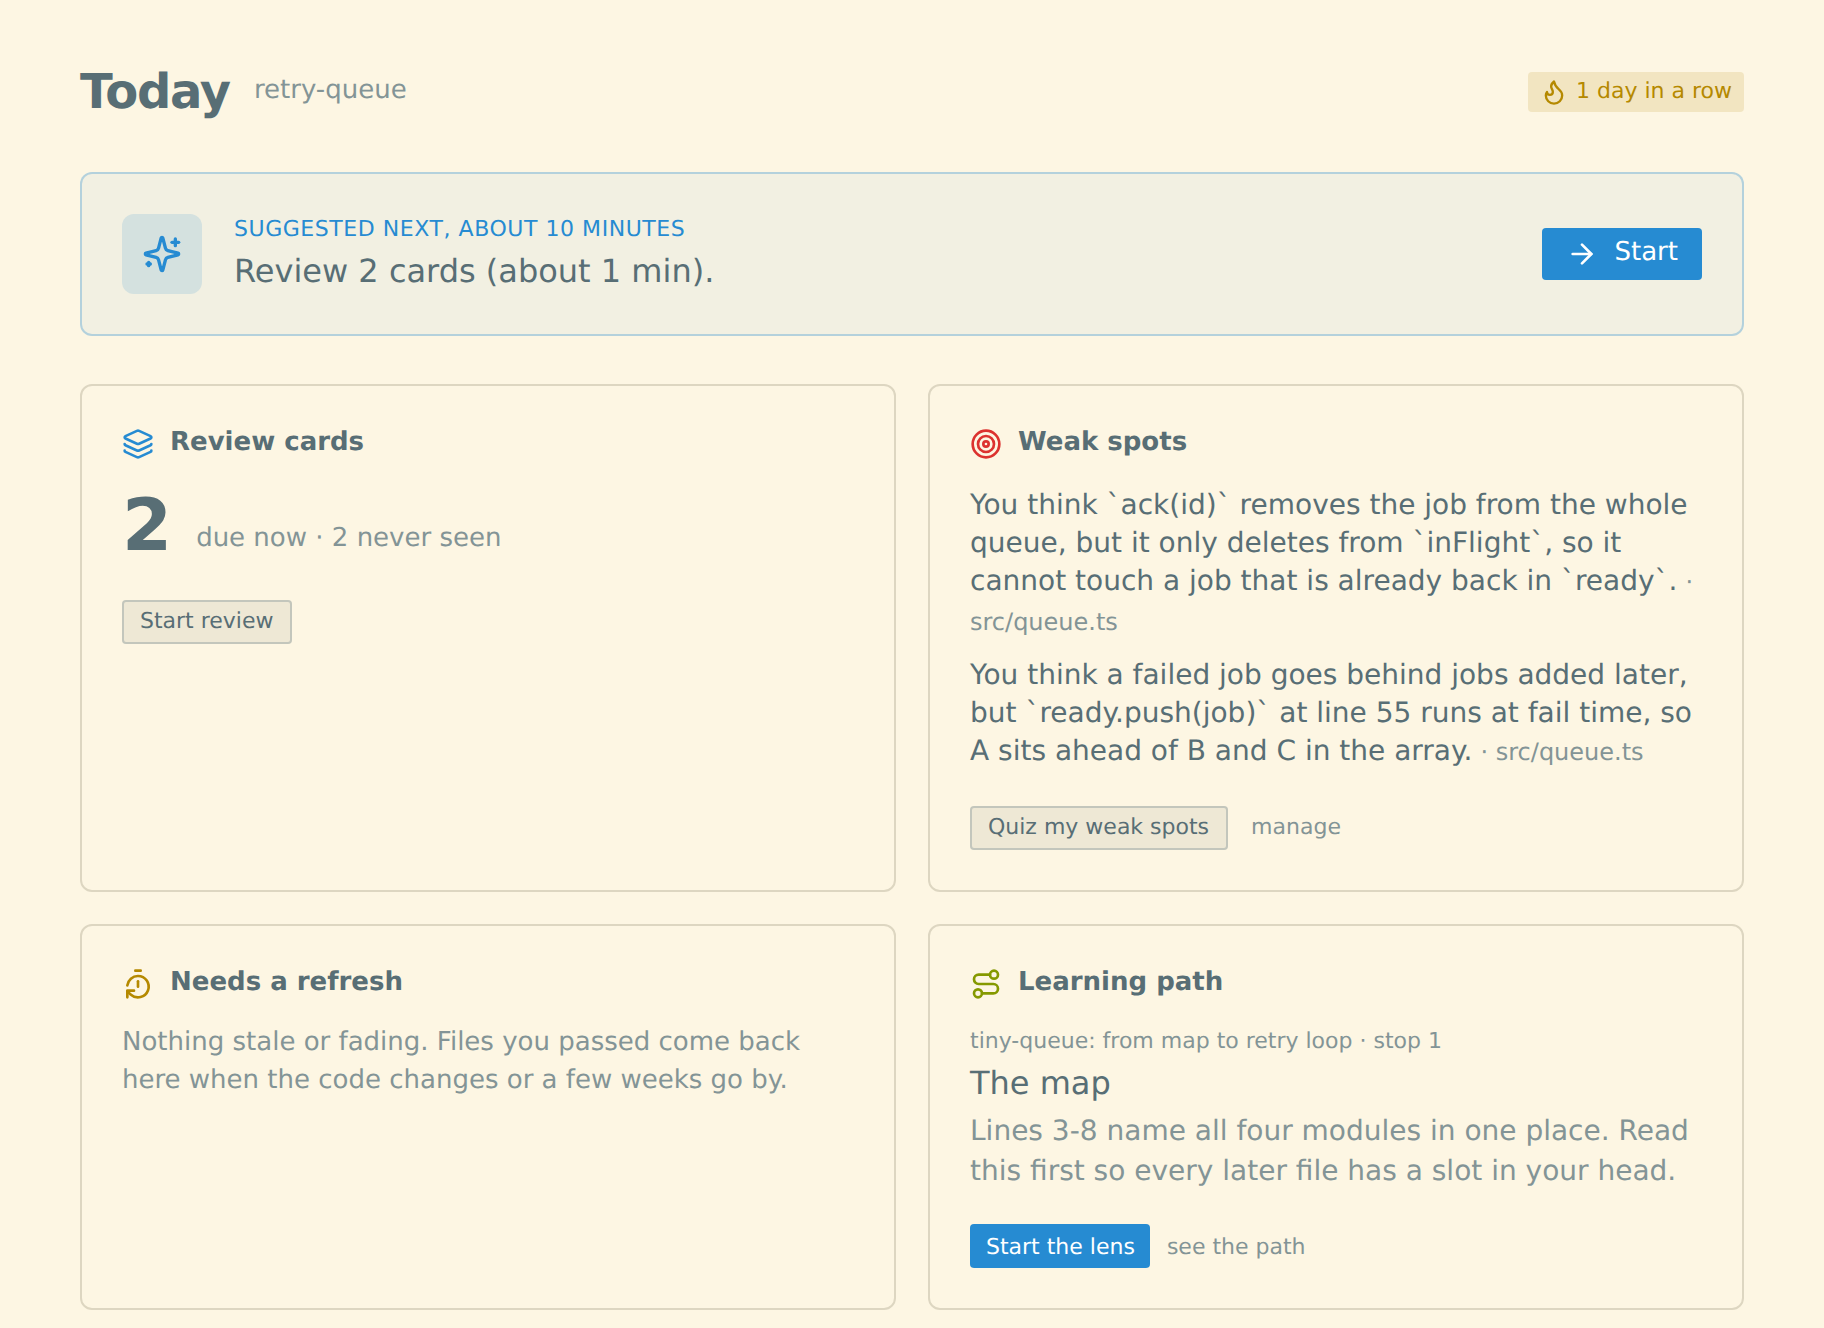 Today retry-queue
1 day in a row
SUGGESTED NEXT, ABOUT 10 MINUTES
Review 2 cards (about 1 min).
Start
Review cards
2 due now · 2 never seen
Start review
Weak spots
You think `ack(id)` removes the job from the whole
queue, but it only deletes from `inFlight`, so it
cannot touch a job that is already back in `ready`. ·
src/queue.ts
You think a failed job goes behind jobs added later,
but `ready.push(job)` at line 55 runs at fail time, so
A sits ahead of B and C in the array. · src/queue.ts
Quiz my weak spots manage
Needs a refresh
Nothing stale or fading. Files you passed come back
here when the code changes or a few weeks go by.
Learning path
tiny-queue: from map to retry loop · stop 1
The map
Lines 3-8 name all four modules in one place. Read
this first so every later file has a slot in your head.
Start the lens see the path